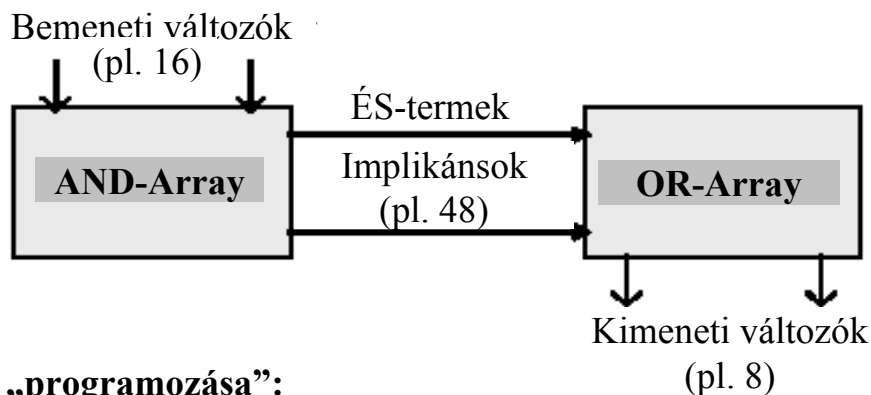 Bemeneti változók
(pl. 16)
ÉS-termek
AND-Array
Implikánsok
(pl. 48)
OR-Array
Kimeneti változók
(pl. 8)
„programozása”: